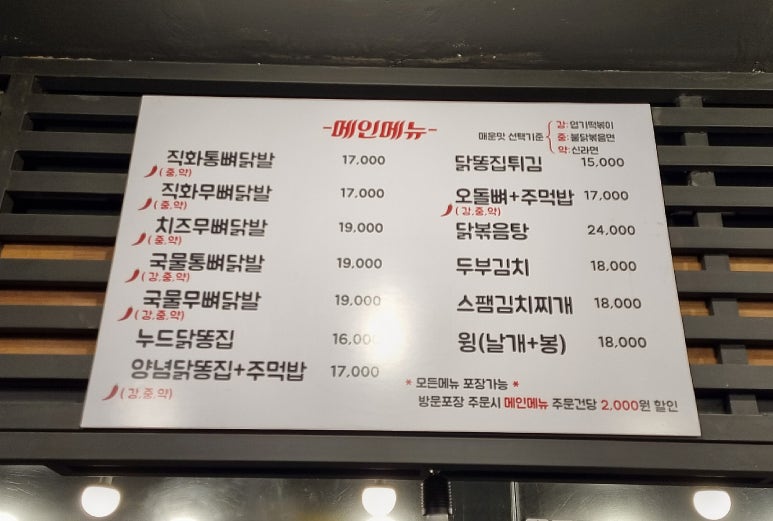 -메인메뉴-
매운맛 선택기준
강:엽기떡볶이
중:불닭볶음면
약:신라면
직화통뼈닭발 17,000
(중,약)
직화무뼈닭발 17,000
(중,약)
치즈무뼈닭발 19,000
(중,약)
국물통뼈닭발 19,000
(강,중,약)
국물무뼈닭발 19,000
(강,중,약)
누드닭똥집 16,000
양념닭똥집+주먹밥 17,000
(강,중,약)
닭똥집튀김 15,000
오돌뼈+주먹밥 17,000
(강,중,약)
닭볶음탕 24,000
두부김치 18,000
스팸김치찌개 18,000
윙(날개+봉) 18,000
* 모든메뉴 포장가능 *
방문포장 주문시 메인메뉴 주문건당 2,000원 할인